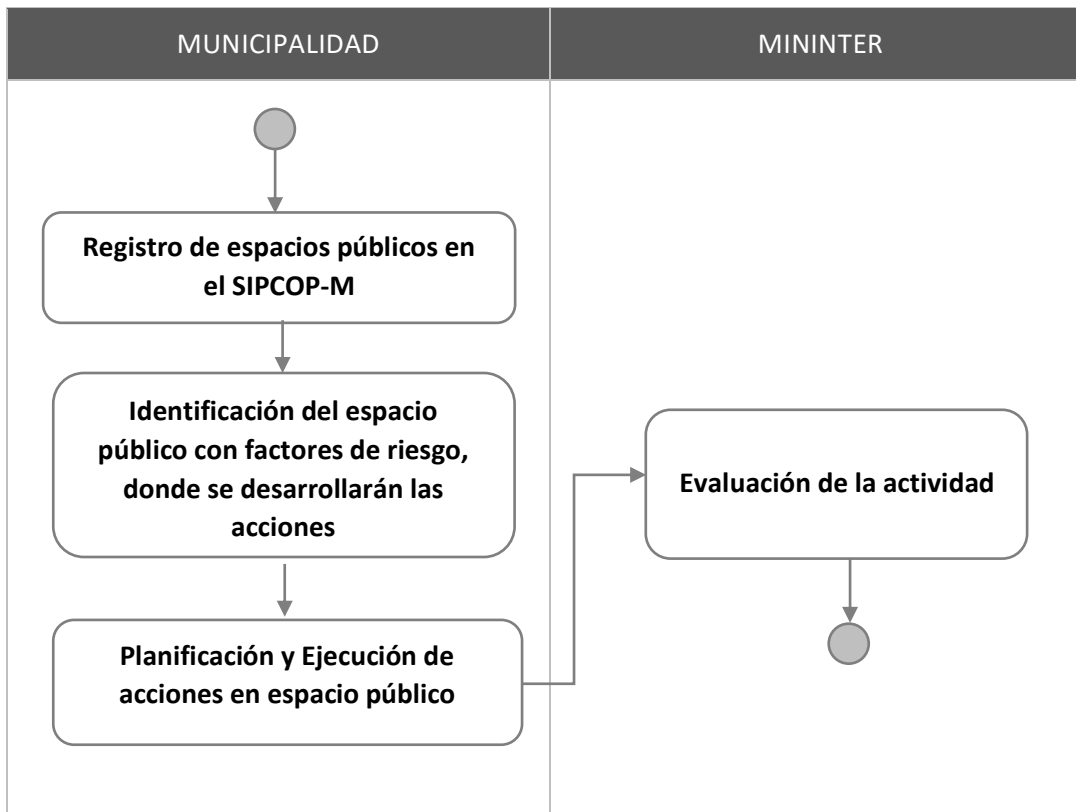 MUNICIPALIDAD
MININTER
Registro de espacios públicos en
el SIPCOP-M
Identificación del espacio
público con factores de riesgo,
donde se desarrollarán las
acciones
Planificación y Ejecución de
acciones en espacio público
Evaluación de la actividad